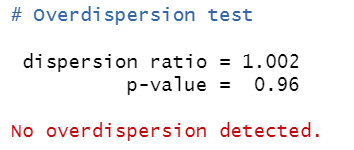 # Overdispersion test
dispersion ratio = 1.002
p-value = 0.96
No overdispersion detected.